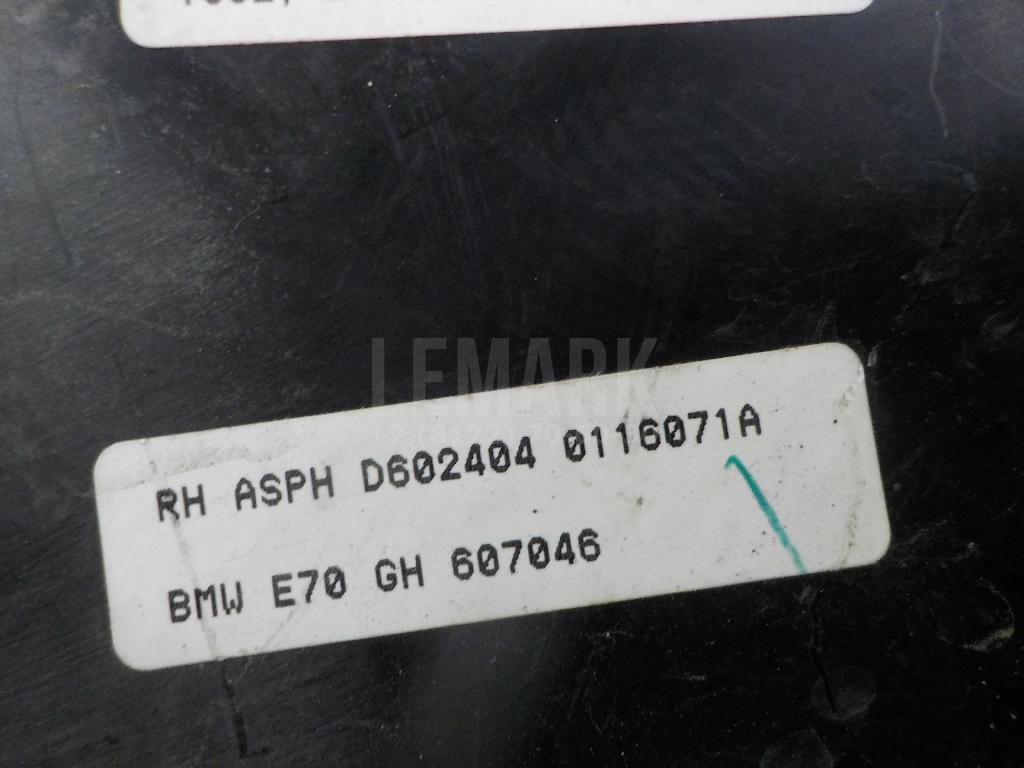 LEMARK
RH ASPH D602404 0116071A
BMW E70 GH 607046